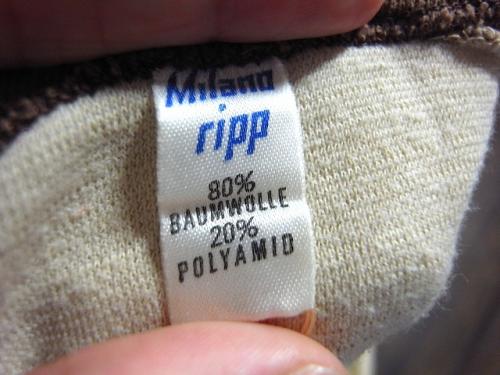 Milano
ripp
80%
BAUMWOLLE
20%
POLYAMID